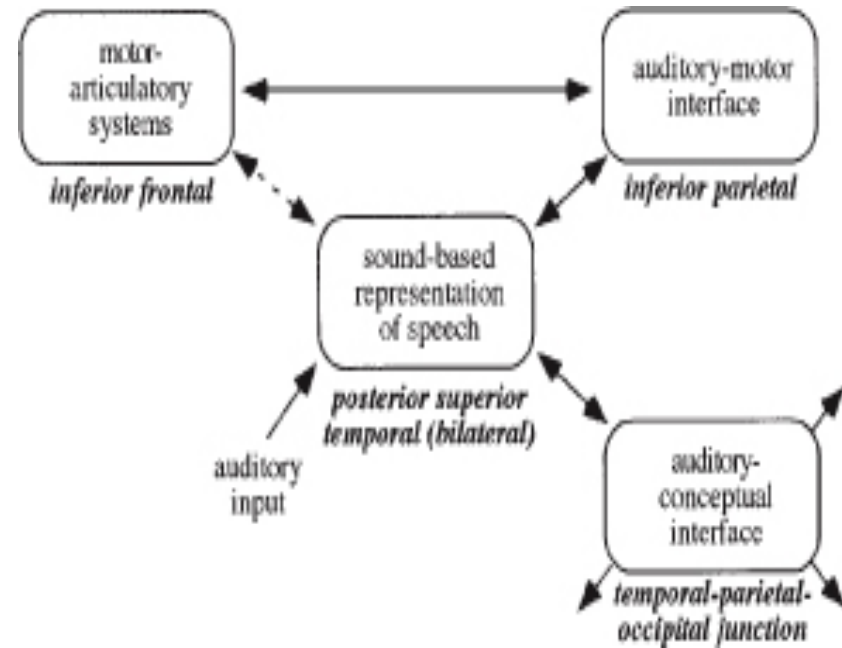 motor-
articulatory
systems
inferior frontal
auditory-motor
interface
inferior parietal
sound-based
representation
of speech
posterior superior
temporal (bilateral)
auditory
input
auditory-
conceptual
interface
temporal-parietal-
occipital junction